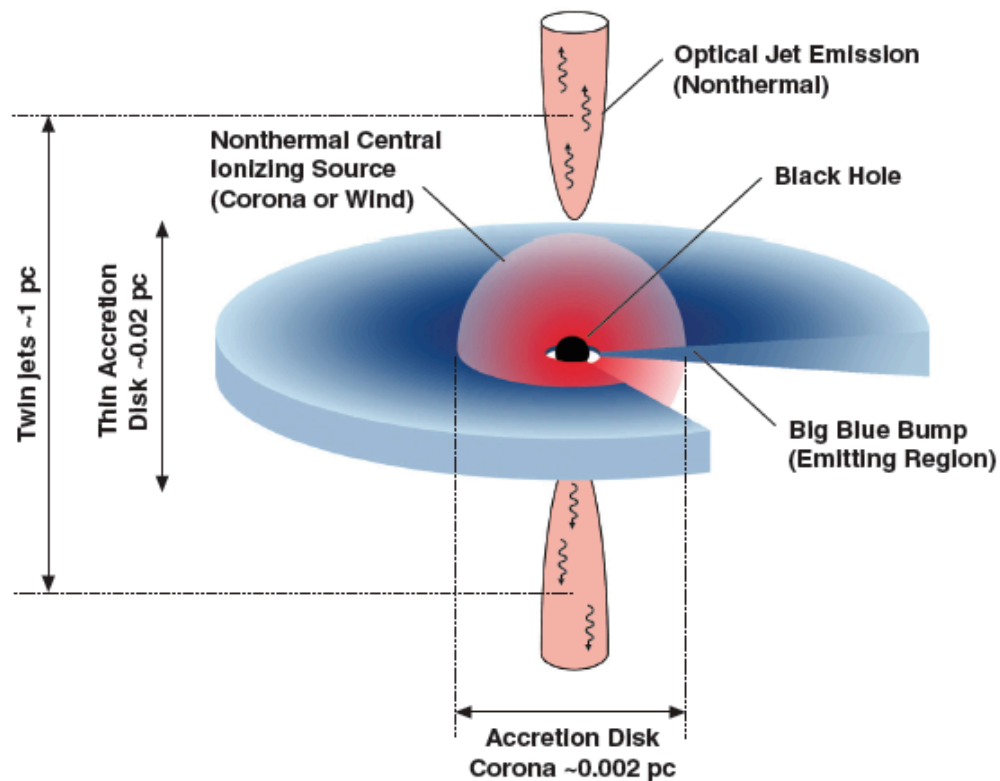 Optical Jet Emission
(Nonthermal)
Nonthermal Central
Ionizing Source
(Corona or Wind)
Black Hole
Twin jets ~1 pc
Thin Accretion
Disk ~0.02 pc
Big Blue Bump
(Emitting Region)
Accretion Disk
Corona ~0.002 pc